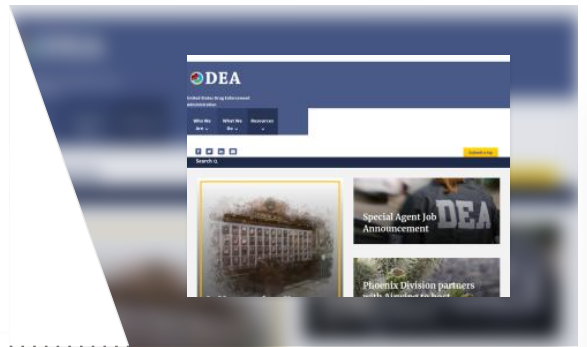 DEA
United States Drug Enforcement
Administration
Who We
Are
What We
Do
Resources
Submit a tip
Search
Special Agent Job
Announcement
DEA
Phoenix Division partners
with
to host